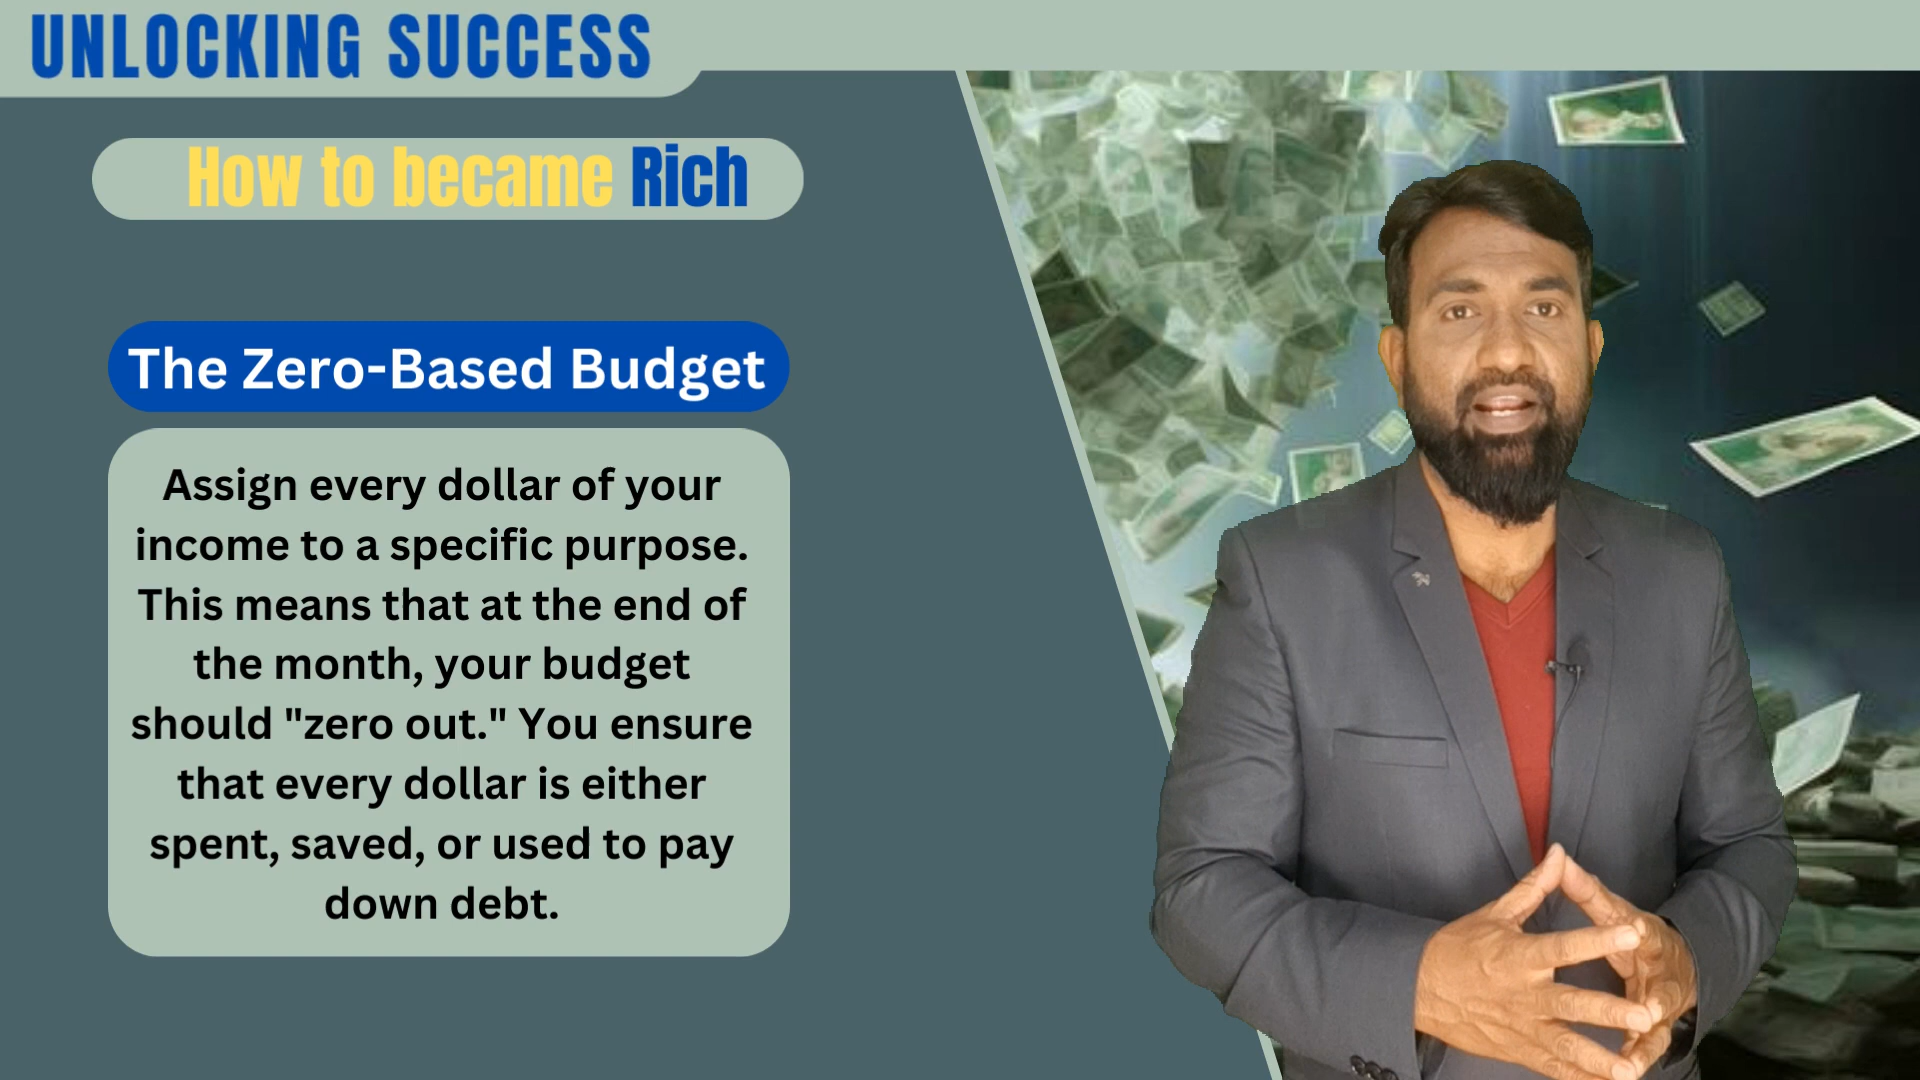 UNLOCKING SUCCESS
How to became Rich
The Zero-Based Budget
Assign every dollar of your
income to a specific purpose.
This means that at the end of
the month, your budget
should "zero out." You ensure
that every dollar is either
spent, saved, or used to pay
down debt.